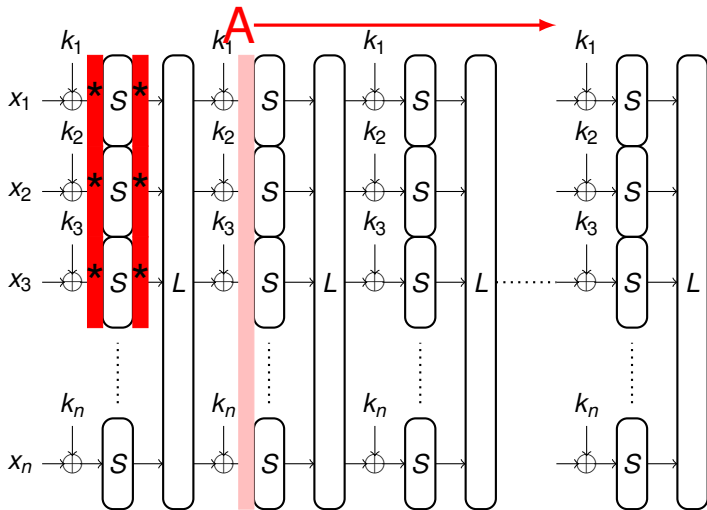 A
k1 k1 k1 k1
x1 * S * S S S
k2 k2 k2 k2
x2 * S * S S S
k3 k3 k3 k3
x3 * S * L S L S L S L
kn kn kn kn
xn S S S S